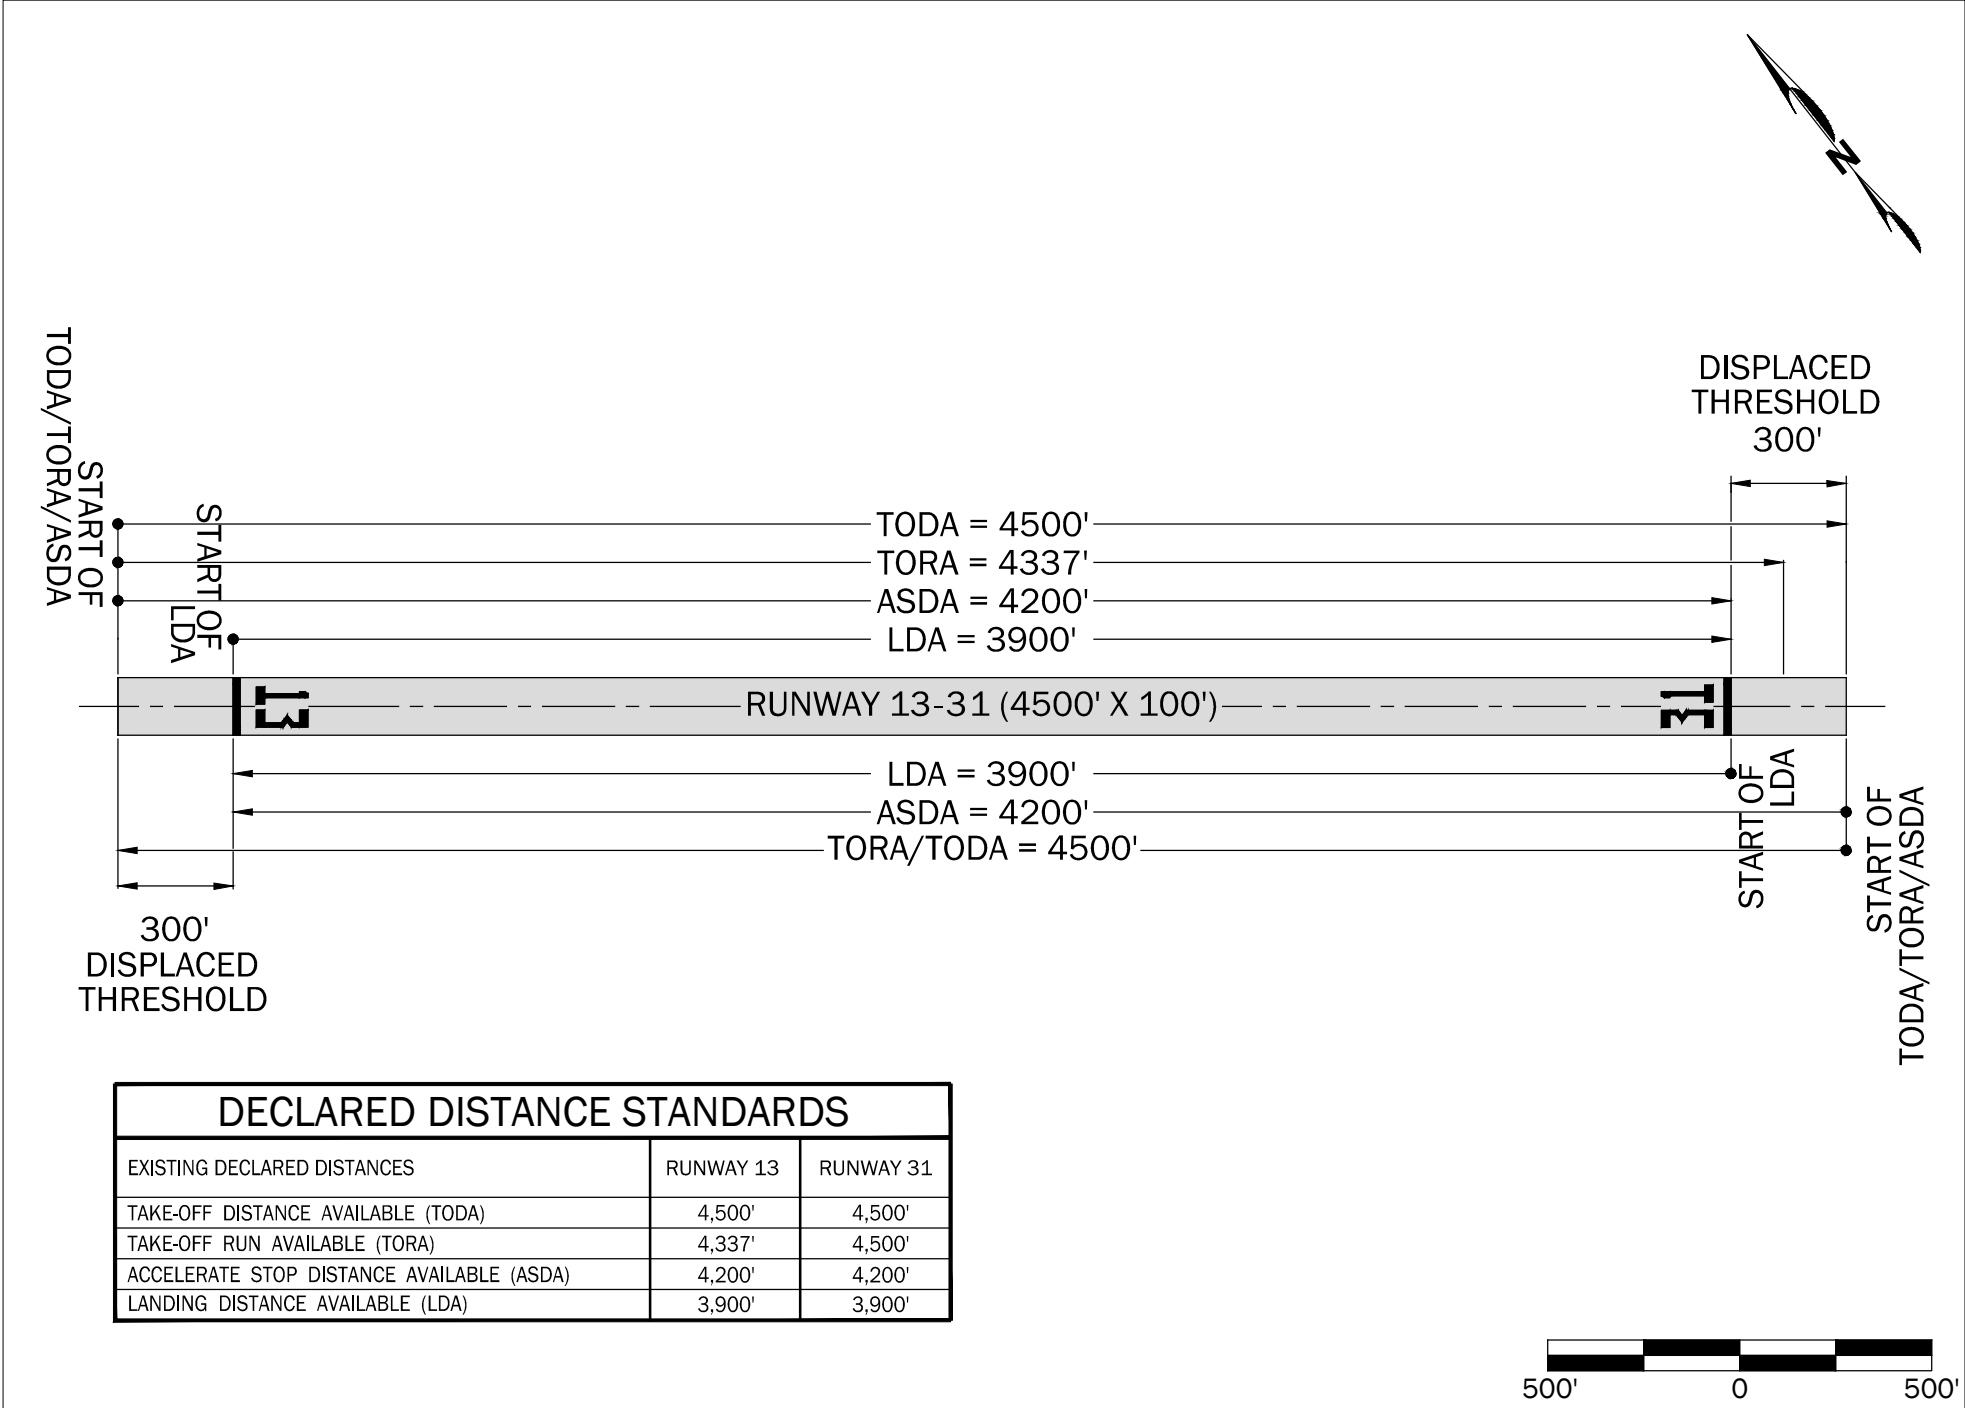 N
DISPLACED
THRESHOLD
300'
START OF
TODA/TORA/ASDA
START OF
LDA
TODA = 4500'
TORA = 4337'
ASDA = 4200'
LDA = 3900'
13
RUNWAY 13-31 (4500' X 100')
31
LDA = 3900'
ASDA = 4200'
TORA/TODA = 4500'
START OF
LDA
START OF
TODA/TORA/ASDA
300'
DISPLACED
THRESHOLD
DECLARED DISTANCE STANDARDS
EXISTING DECLARED DISTANCES RUNWAY 13 RUNWAY 31
TAKE-OFF DISTANCE AVAILABLE (TODA) 4,500' 4,500'
TAKE-OFF RUN AVAILABLE (TORA) 4,337' 4,500'
ACCELERATE STOP DISTANCE AVAILABLE (ASDA) 4,200' 4,200'
LANDING DISTANCE AVAILABLE (LDA) 3,900' 3,900'
500' 0 500'